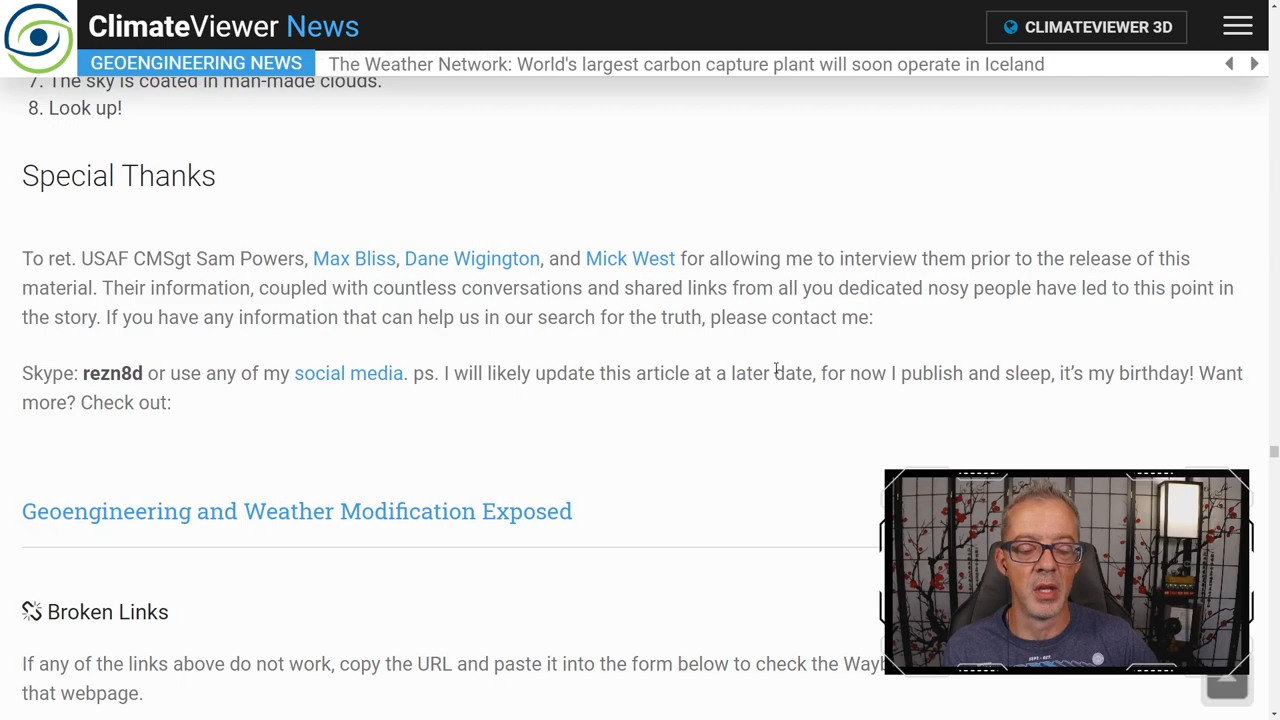 ClimateViewer News
CLIMATEVIEWER 3D
GEOENGINEERING NEWS
The Weather Network: World's largest carbon capture plant will soon operate in Iceland
7. The sky is coated in man-made clouds.
8. Look up!
Special Thanks
To ret. USAF CMSgt Sam Powers, Max Bliss, Dane Wigington, and Mick West for allowing me to interview them prior to the release of this
material. Their information, coupled with countless conversations and shared links from all you dedicated nosy people have led to this point in
the story. If you have any information that can help us in our search for the truth, please contact me:
Skype: rezn8d or use any of my social media. ps. I will likely update this article at a later date, for now I publish and sleep, it’s my birthday! Want
more? Check out:
Geoengineering and Weather Modification Exposed
Broken Links
If any of the links above do not work, copy the URL and paste it into the form below to check the Wayb
that webpage.